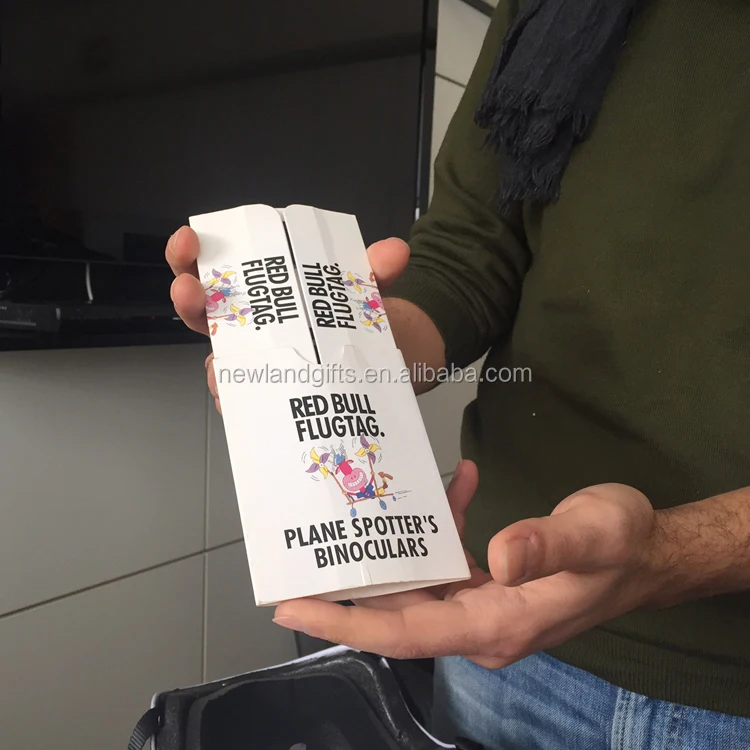 RED BULL
FLUGTAG.
RED BULL
FLUGTAG.
newlandgifts.en.alibaba.com
RED BULL
FLUGTAG.
PLANE SPOTTER'S
BINOCULARS